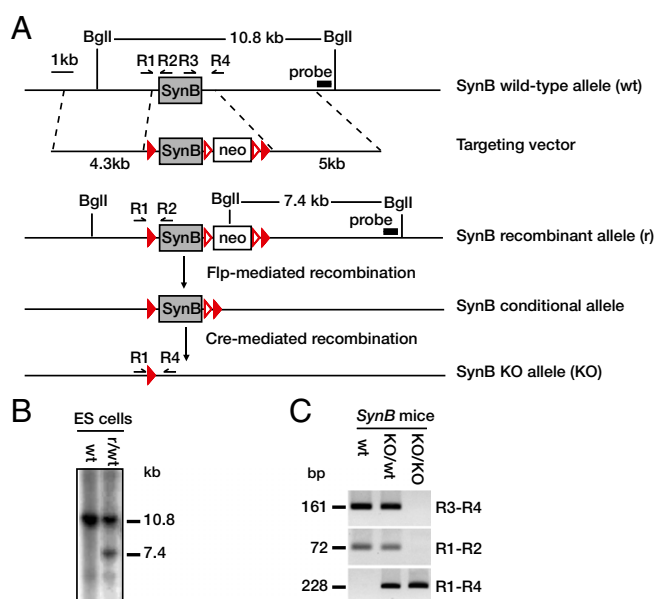 A
BglI 10.8 kb BglI
1kb R1 R2 R3 R4 probe
SynB SynB wild-type allele (wt)
SynB neo Targeting vector
4.3kb 5kb
BglI BglI 7.4 kb BglI
R1 R2 probe
SynB neo SynB recombinant allele (r)
Flp-mediated recombination
SynB SynB conditional allele
Cre-mediated recombination
R1 R4
SynB KO allele (KO)
B
ES cells
wt r/wt kb
10.8
7.4
C
SynB mice
wt KO/wt KO/KO
bp
161 R3-R4
72 R1-R2
228 R1-R4